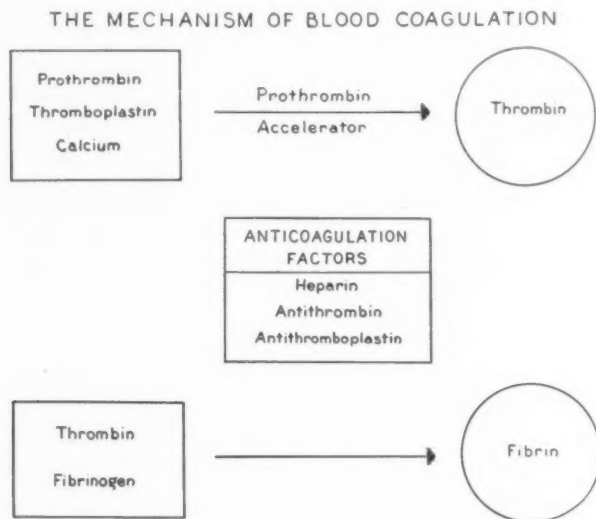 THE MECHANISM OF BLOOD COAGULATION
Prothrombin
Thromboplastin
Calcium
Prothrombin
Accelerator
Thrombin
ANTICOAGULATION
FACTORS
Heparin
Antithrombin
Antithromboplastin
Thrombin
Fibrinogen
Fibrin